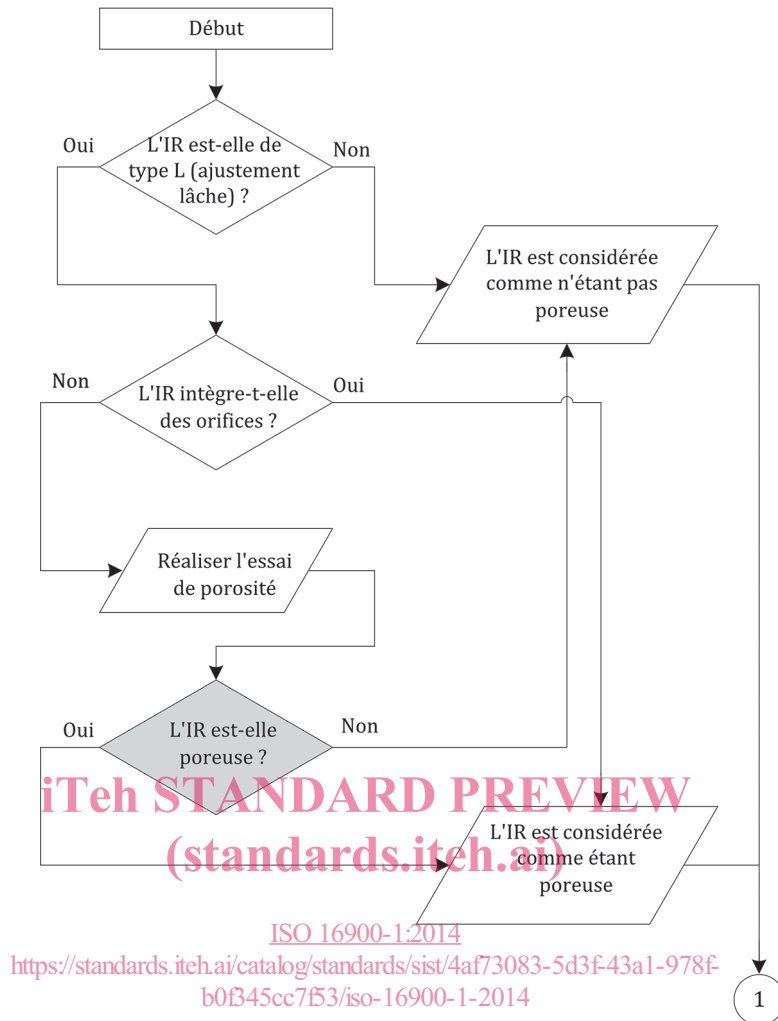 Début
Oui
L'IR est-elle de
type L (ajustement
lâche) ?
Non
L'IR est considérée
comme n'étant pas
poreuse
Non
L'IR intègre-t-elle
des orifices ?
Oui
Réaliser l'essai
de porosité
Oui
L'IR est-elle
poreuse ?
Non
iTeh STANDARD PREVIEW
(standards.iteh.ai)
L'IR est considérée
comme étant
poreuse
ISO 16900-1:2014
https://standards.iteh.ai/catalog/standards/sist/4af73083-5d3f-43a1-978f-
b0f345cc7f53/iso-16900-1-2014
1